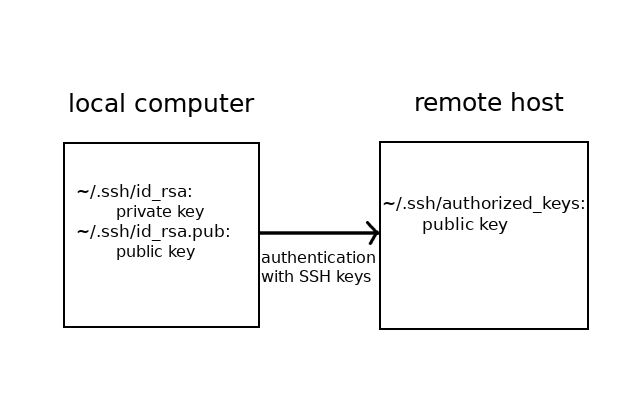 local computer
~/.ssh/id_rsa:
private key
~/.ssh/id_rsa.pub:
public key
authentication
with SSH keys
remote host
~/.ssh/authorized_keys:
public key